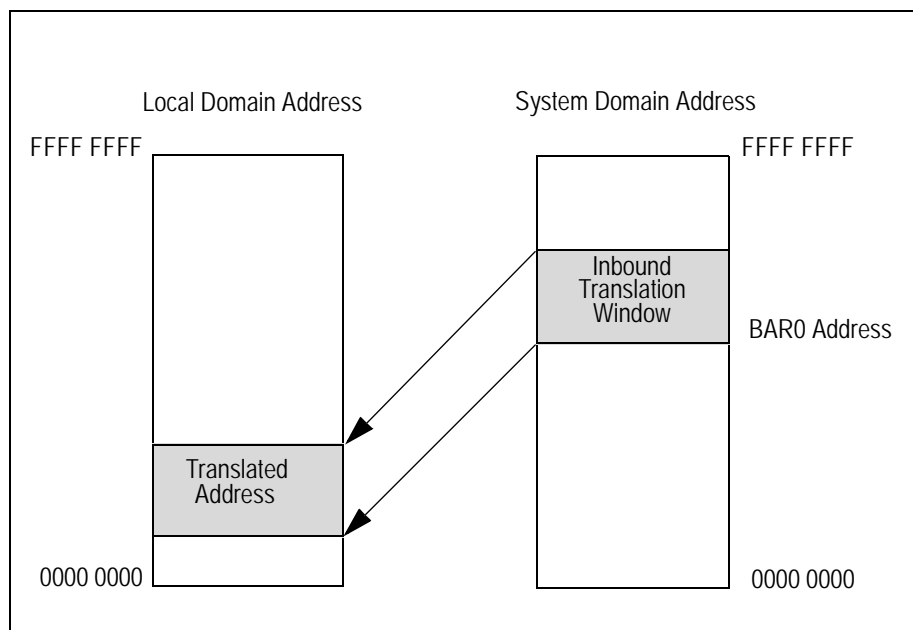 Local Domain Address
System Domain Address
FFFF FFFF
FFFF FFFF
Inbound
Translation
Window
BAR0 Address
Translated
Address
0000 0000
0000 0000